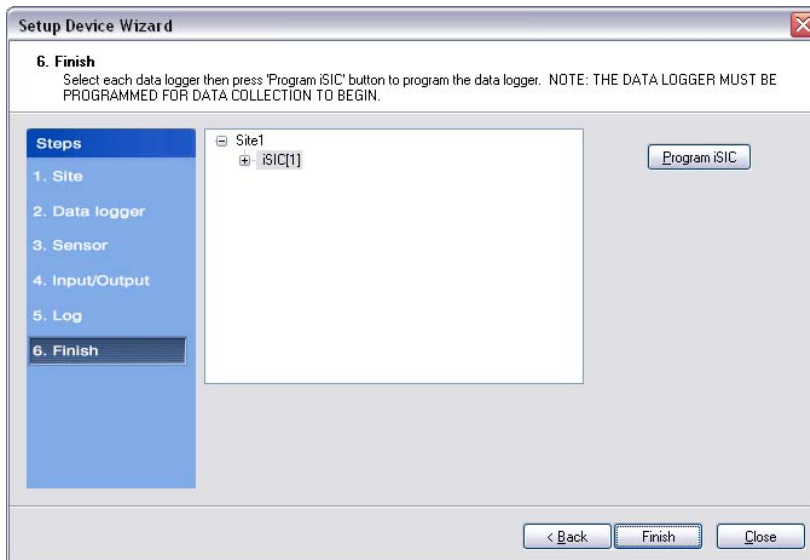 Setup Device Wizard
6. Finish
Select each data logger then press 'Program iSIC' button to program the data logger. NOTE: THE DATA LOGGER MUST BE
PROGRAMMED FOR DATA COLLECTION TO BEGIN.
Steps
1. Site
2. Data logger
3. Sensor
4. Input/Output
5. Log
6. Finish
Site1
iSIC[1]
Program iSIC
< Back
Finish
Close